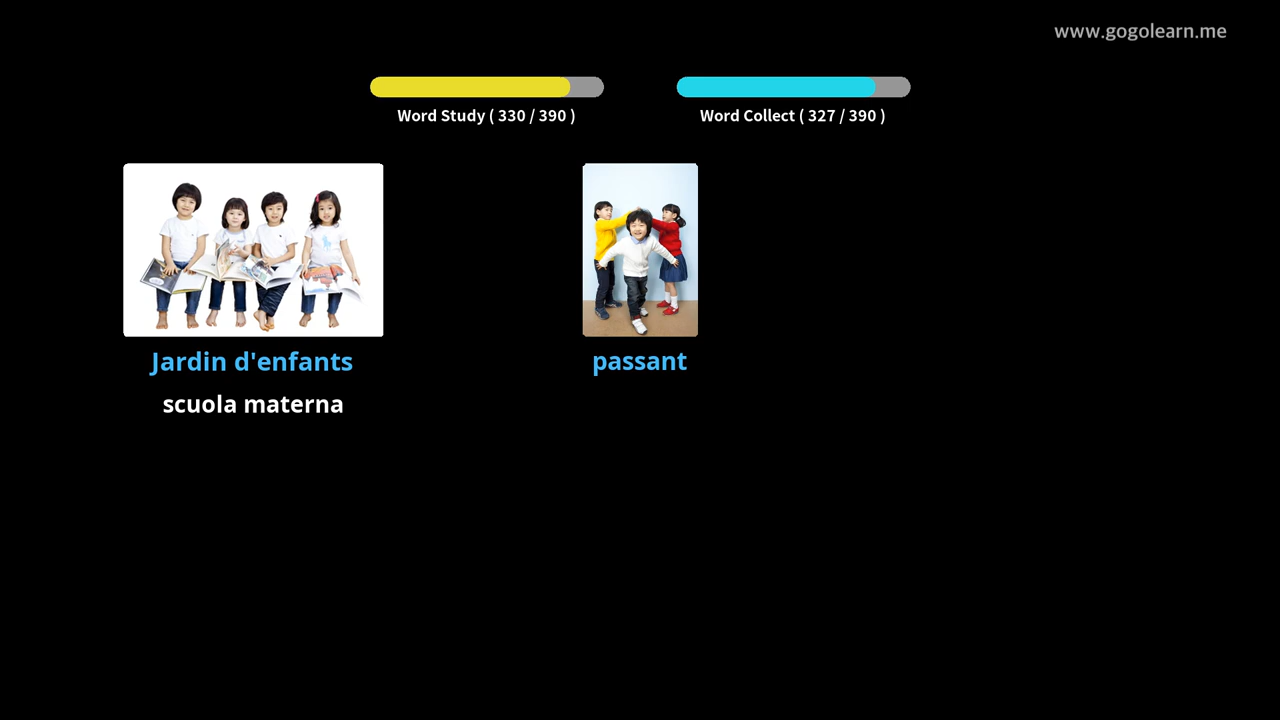 www.gogolearn.me
Word Study ( 330 / 390 )
Word Collect ( 327 / 390 )
Jardin d'enfants
passant
scuola materna